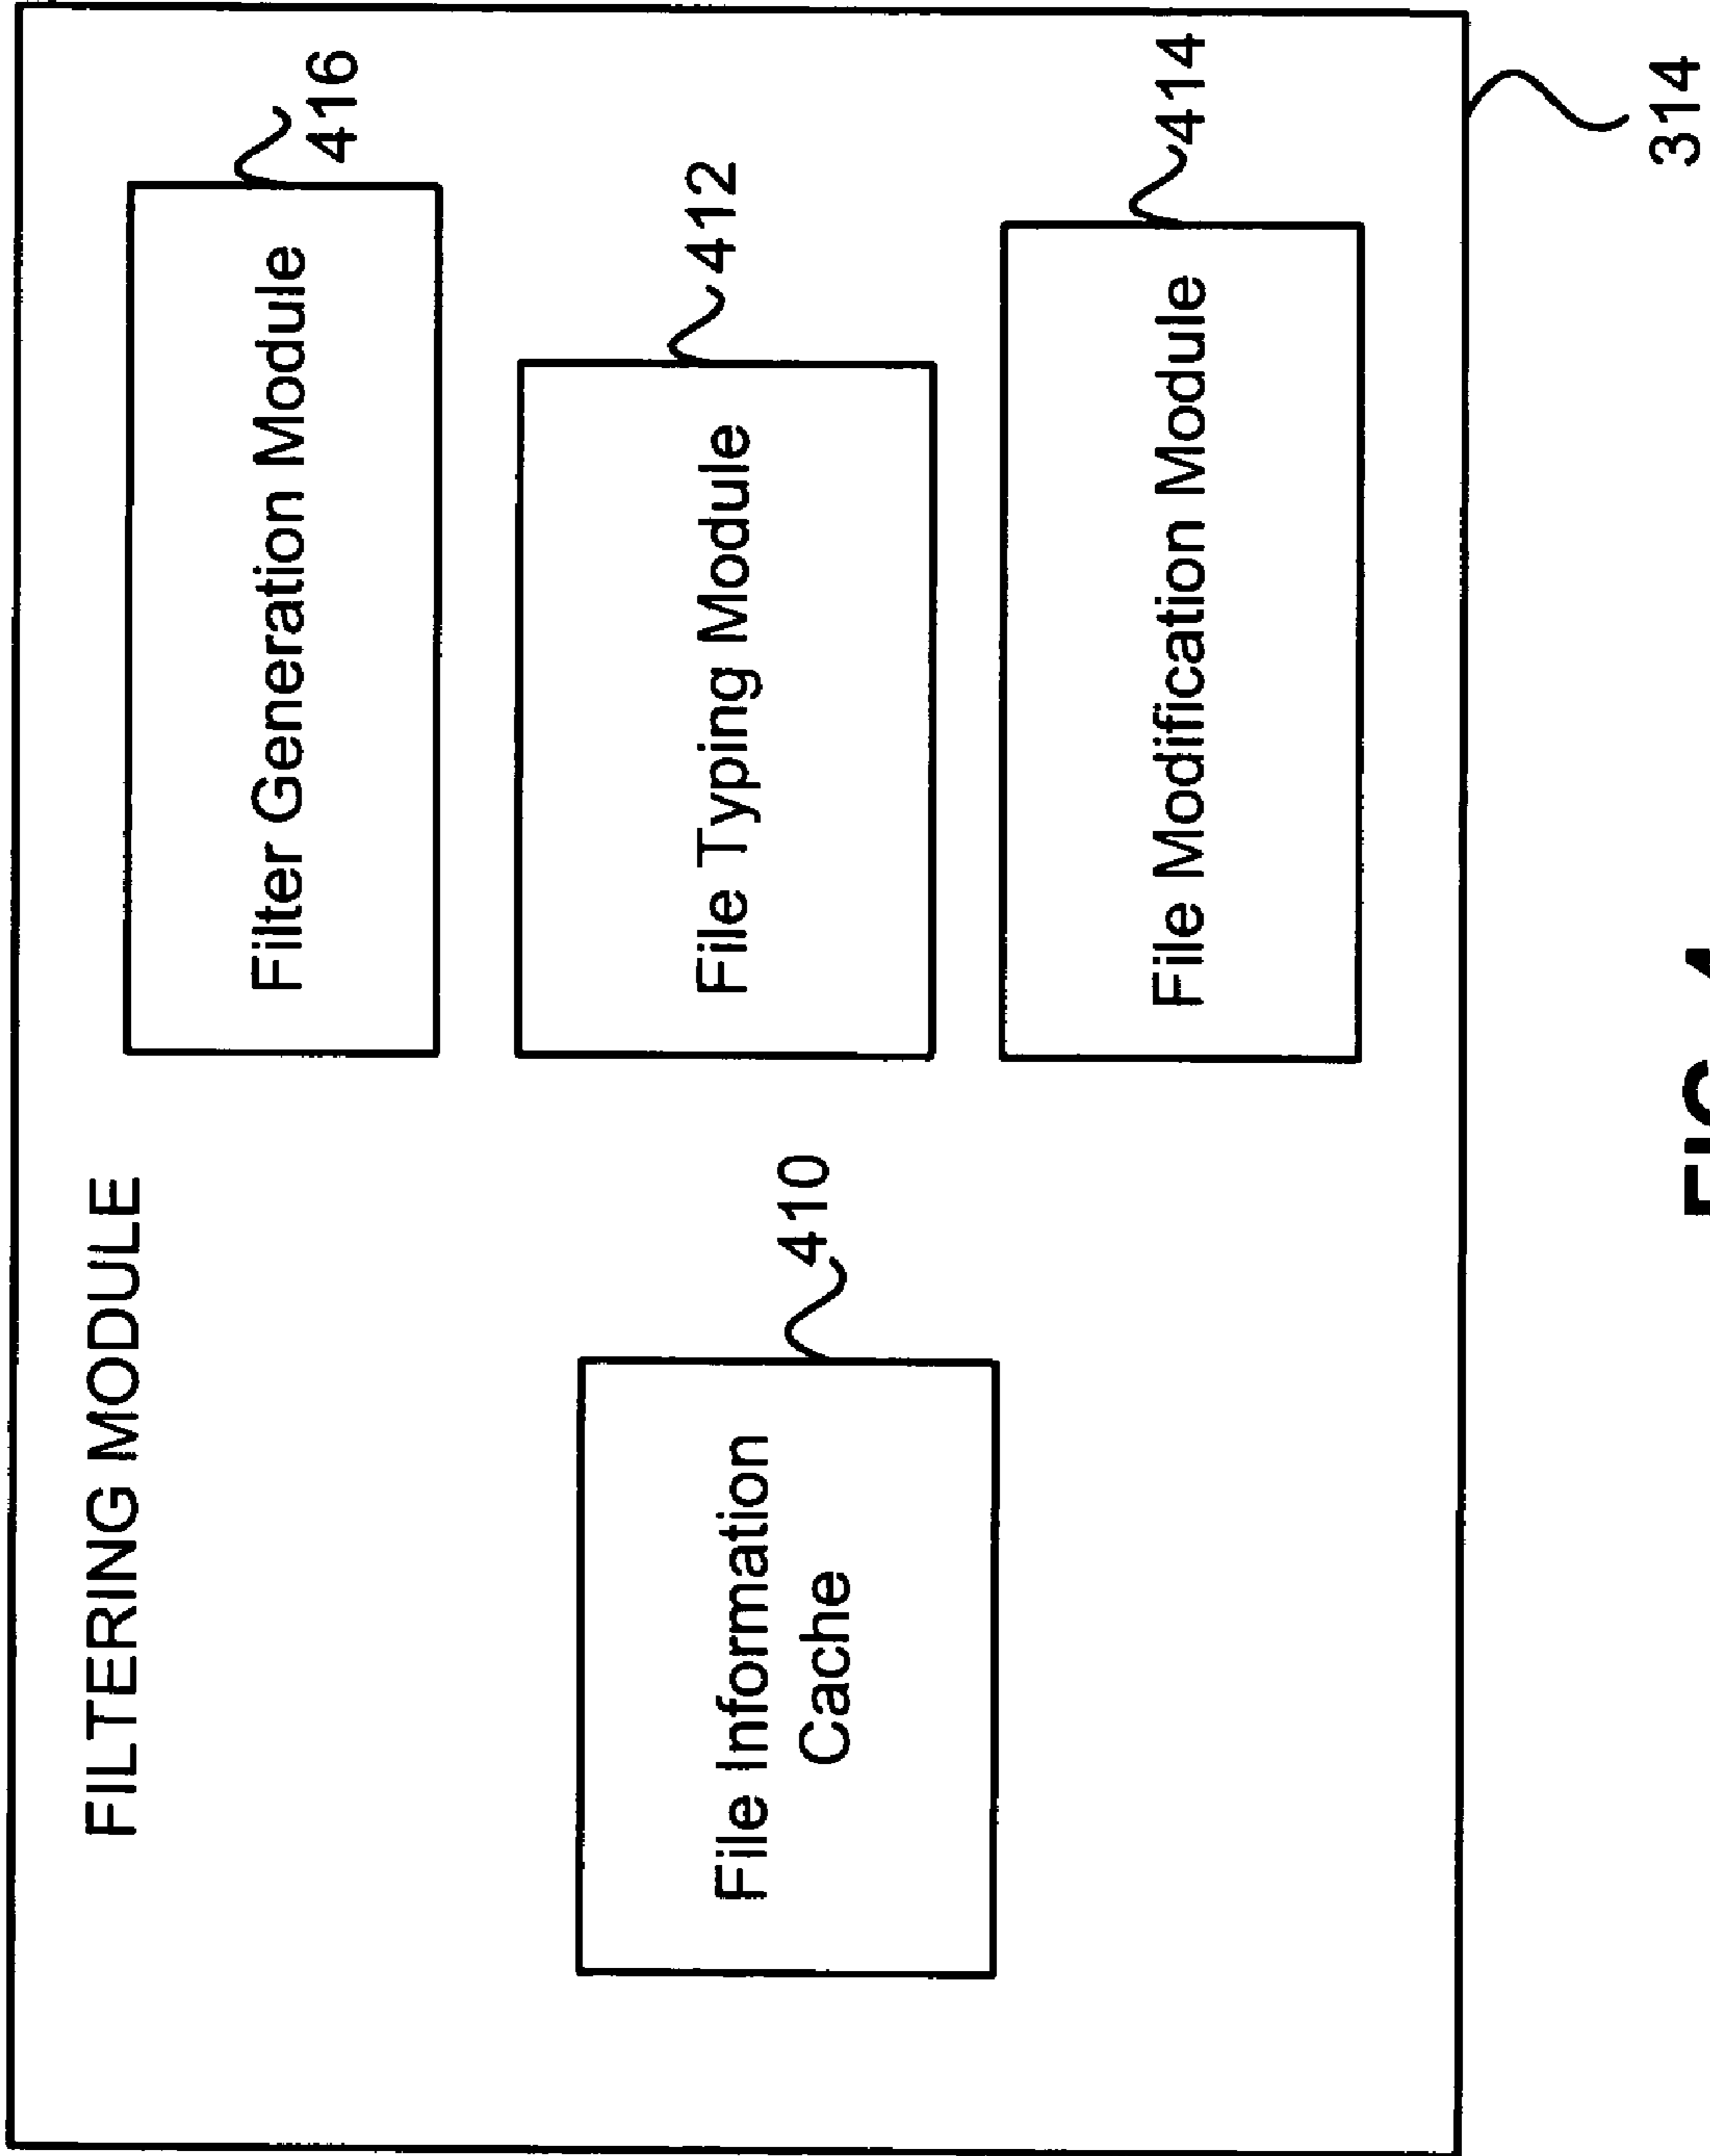 FILTERING MODULE
Filter Generation Module
416
File Typing Module
412
File Information
Cache
410
File Modification Module
414
314